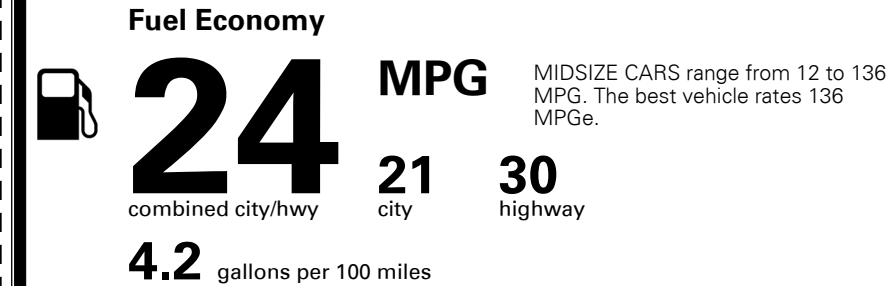 Fuel Economy
24 MPG
MIDSIZE CARS range from 12 to 136
MPG. The best vehicle rates 136
MPGe.
combined city/hwy
21
city
30
highway
4.2 gallons per 100 miles